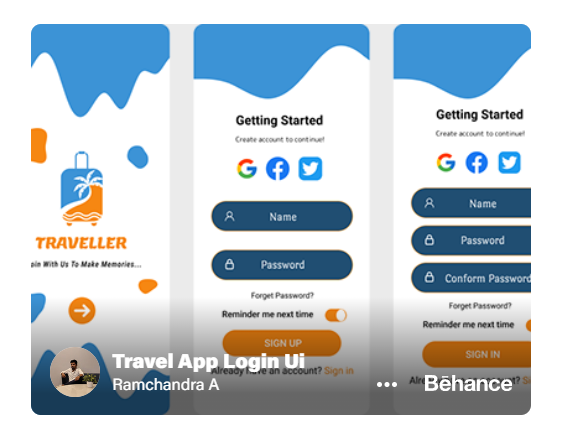 TRAVELLER
oin With Us To Make Memories...
Getting Started
Create account to continue!
Name
Password
Forget Password?
Reminder me next time
SIGN UP
Already have an account? Sign in
Getting Started
Create account to continue!
Name
Password
Conform Password
Forget Password?
Reminder me next time
SIGN IN
Travel App Login Ui
Ramchandra A
Bēhance